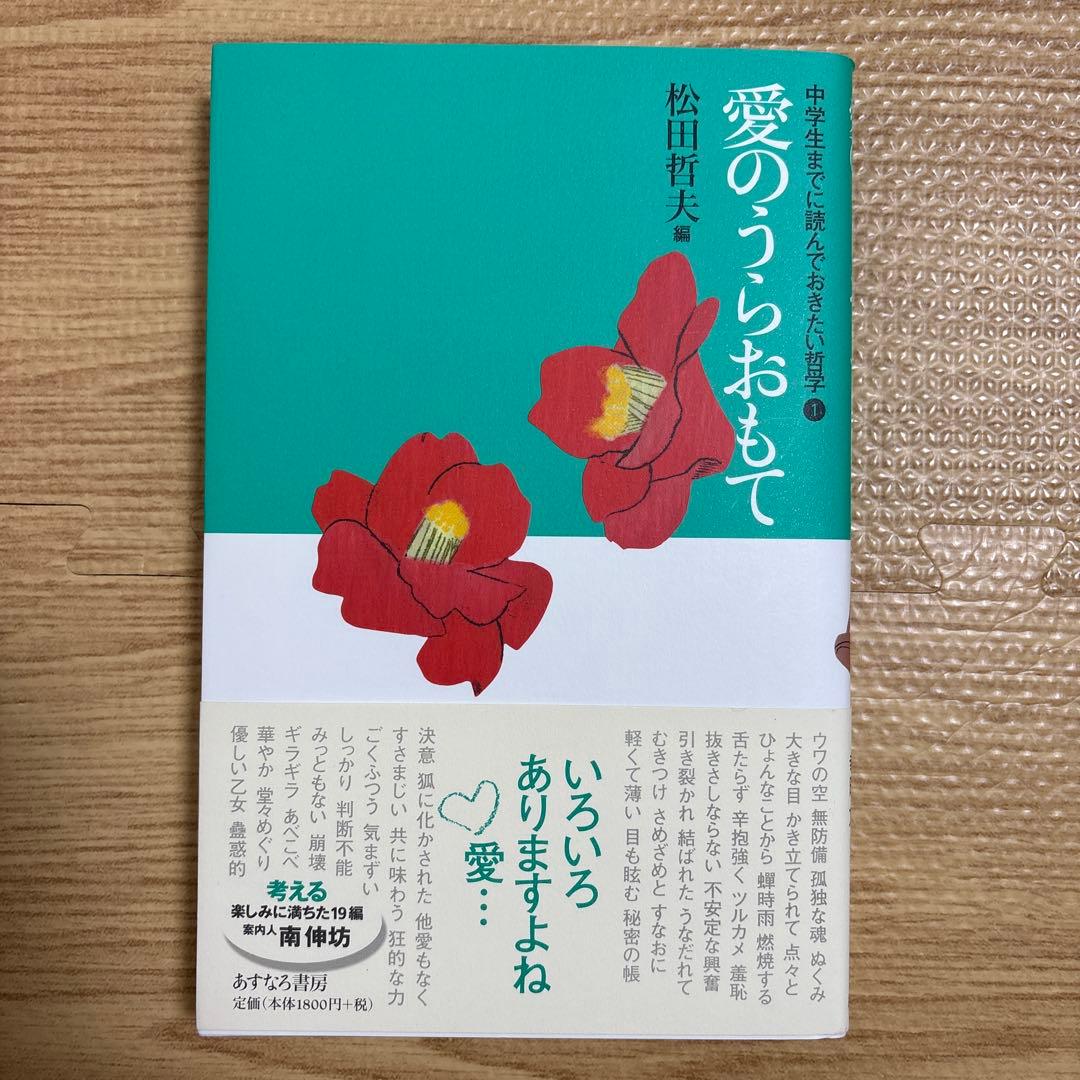 中学生までに読んでおきたい哲学❶
愛のうらおもて
松田哲夫 編
ウワの空 無防備 孤独な魂 ぬくみ
大きな目 かき立てられて 点々と
ひょんなことから 蟬時雨 燃焼する
舌たらず 辛抱強く ツルカメ 羞恥
抜きさしならない 不安定な興奮
引き裂かれ 結ばれた うなだれて
むきつけ さめざめと すなおに
軽くて薄い 目も眩む 秘密の帳
いろいろ
ありますよね
愛…
決意 狐に化かされた 他愛もなく
すさまじい 共に味わう 狂的な力
ごくふつう 気まずい
しっかり 判断不能
みっともない 崩壊
ギラギラ あべこべ
華やか 堂々めぐり
優しい乙女 蠱惑的
考える
楽しみに満ちた19編
案内人 南伸坊
あすなろ書房
定価（本体1800円+税）